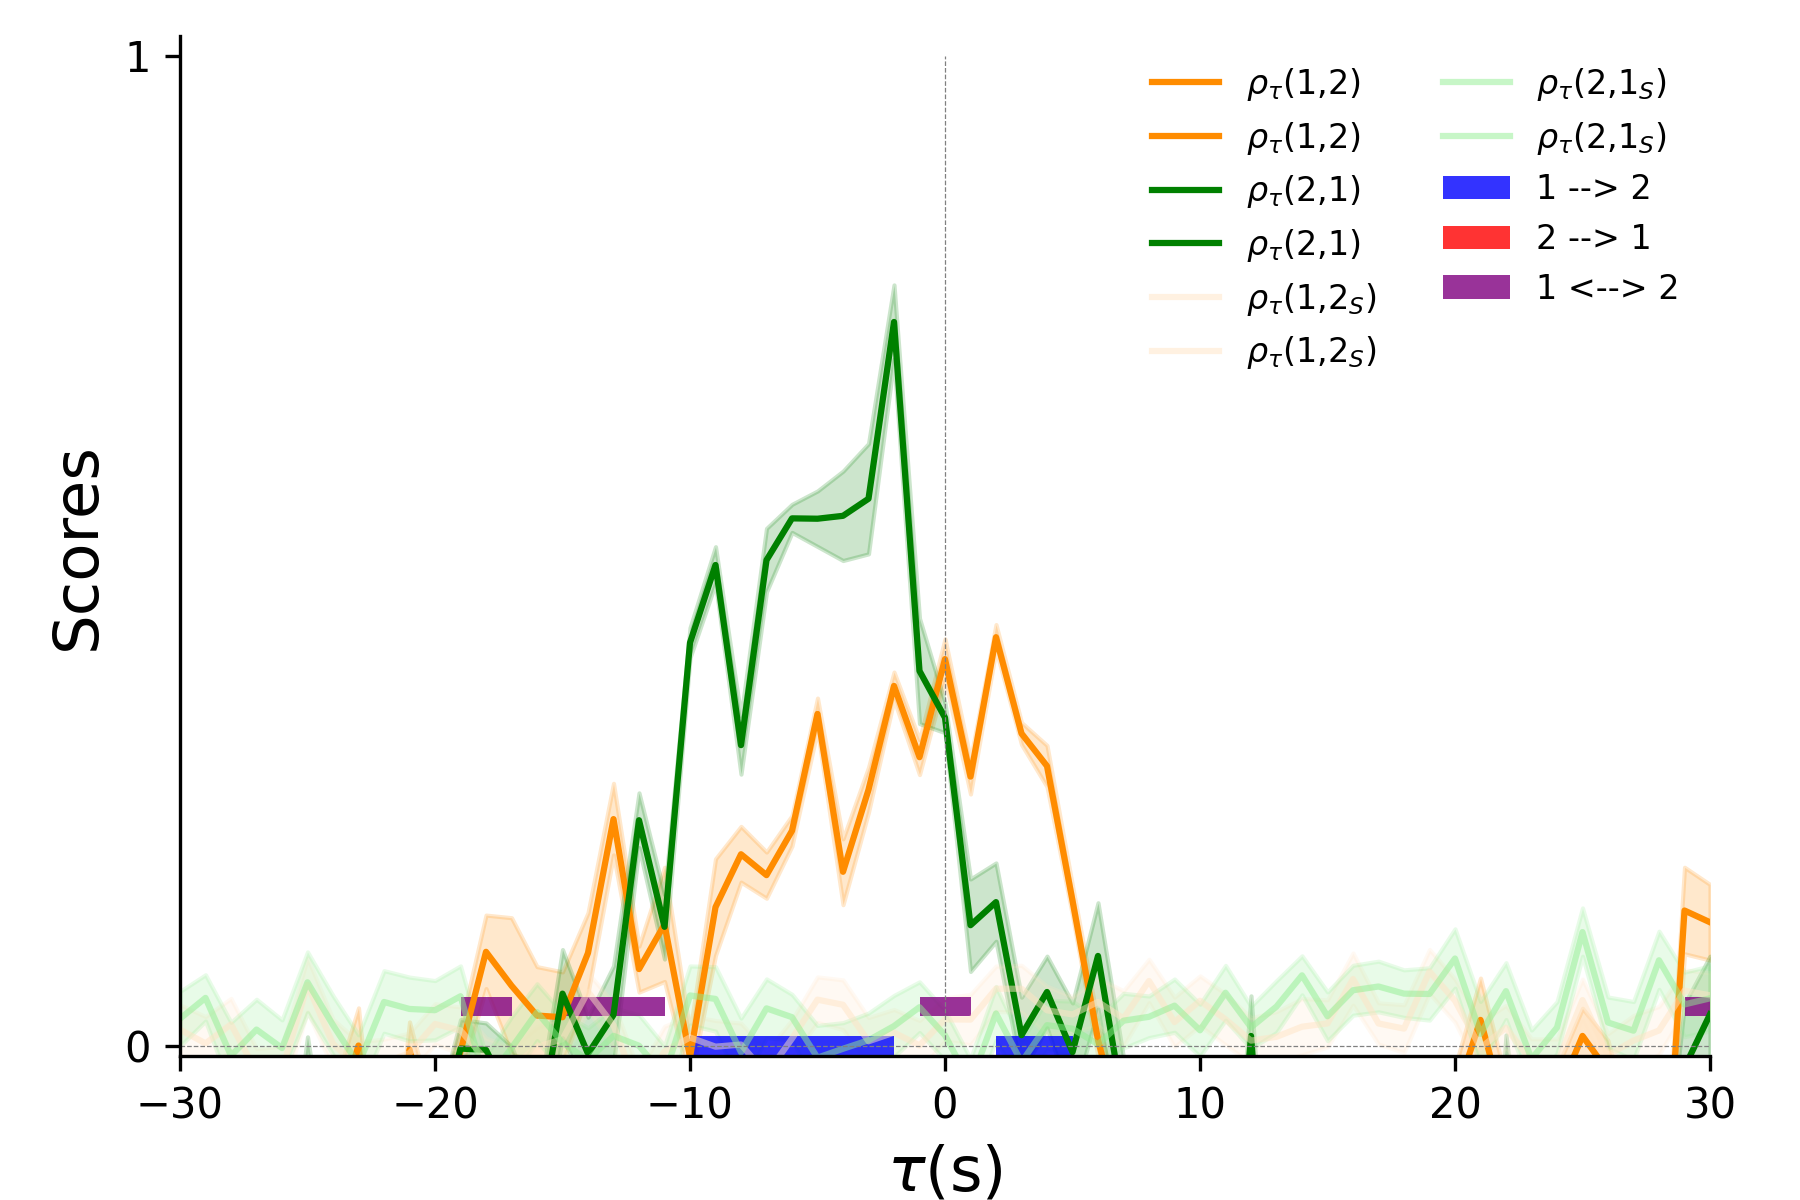 1
0
Scores
−30 −20 −10 0 10 20 30
τ(s)
ρτ(1,2)
ρτ(1,2)
ρτ(2,1)
ρτ(2,1)
ρτ(1,2S)
ρτ(1,2S)
ρτ(2,1S)
ρτ(2,1S)
1 --> 2
2 --> 1
1 <--> 2